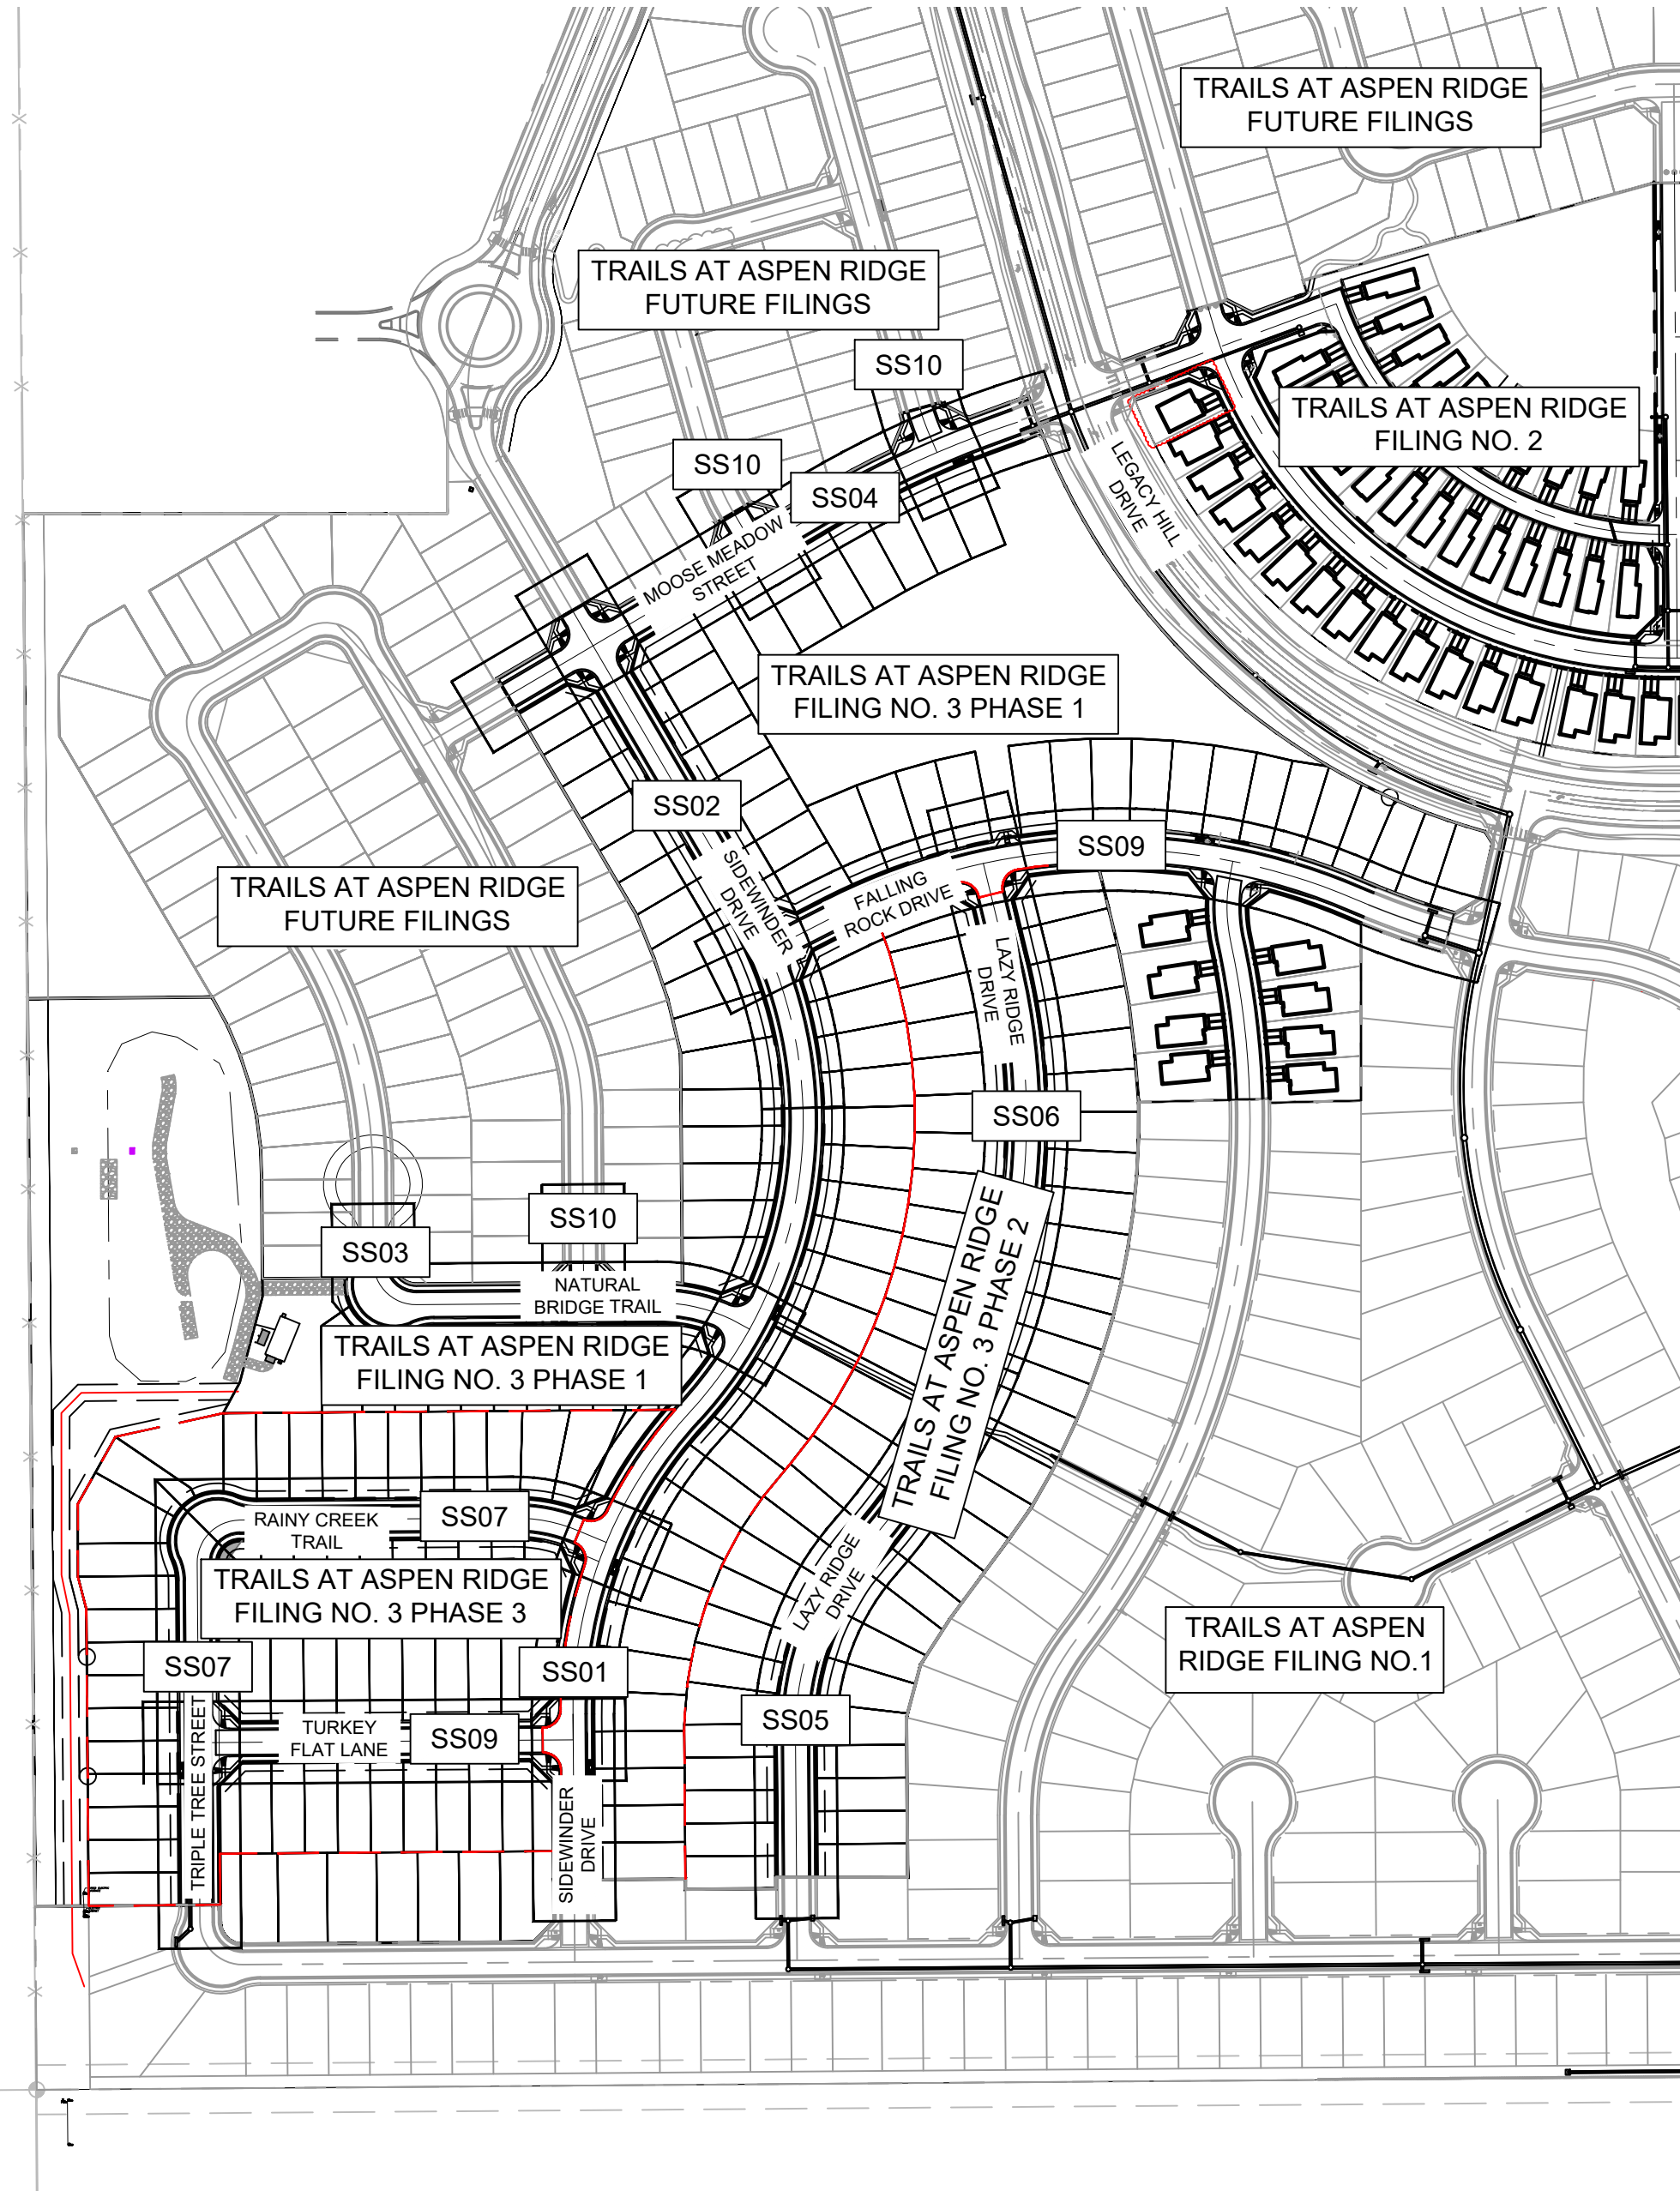 TRAILS AT ASPEN RIDGE
FUTURE FILINGS
TRAILS AT ASPEN RIDGE
FUTURE FILINGS
SS10
TRAILS AT ASPEN RIDGE
FILING NO. 2
SS10
SS04
LEGACY HILL
DRIVE
MOOSE MEADOW
STREET
TRAILS AT ASPEN RIDGE
FILING NO. 3 PHASE 1
SS02
SS09
SIDEWINDER
DRIVE
FALLING
ROCK DRIVE
TRAILS AT ASPEN RIDGE
FUTURE FILINGS
LAZY RIDGE
DRIVE
SS06
SS10
SS03
TRAILS AT ASPEN RIDGE
FILING NO. 3 PHASE 2
NATURAL
BRIDGE TRAIL
TRAILS AT ASPEN RIDGE
FILING NO. 3 PHASE 1
SS07
RAINY CREEK
TRAIL
LAZY RIDGE
DRIVE
TRAILS AT ASPEN RIDGE
FILING NO. 3 PHASE 3
TRAILS AT ASPEN
RIDGE FILING NO.1
SS07
SS01
SS05
TURKEY
FLAT LANE
SS09
TRIPLE TREE STREET
SIDEWINDER
DRIVE